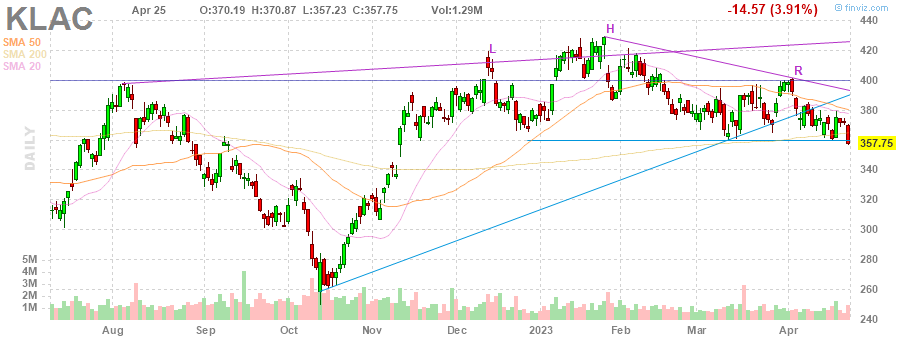 KLAC Apr 25 O:370.19 H:370.87 L:357.23 C:357.75 Vol:1.29M -14.57 (3.91%) © finviz.com
SMA 50
SMA 200
SMA 20
DAILY
L
H
R
440
420
400
380
357.75
340
320
300
280
260
240
5M
4M
3M
2M
1M
Aug Sep Oct Nov Dec 2023 Feb Mar Apr